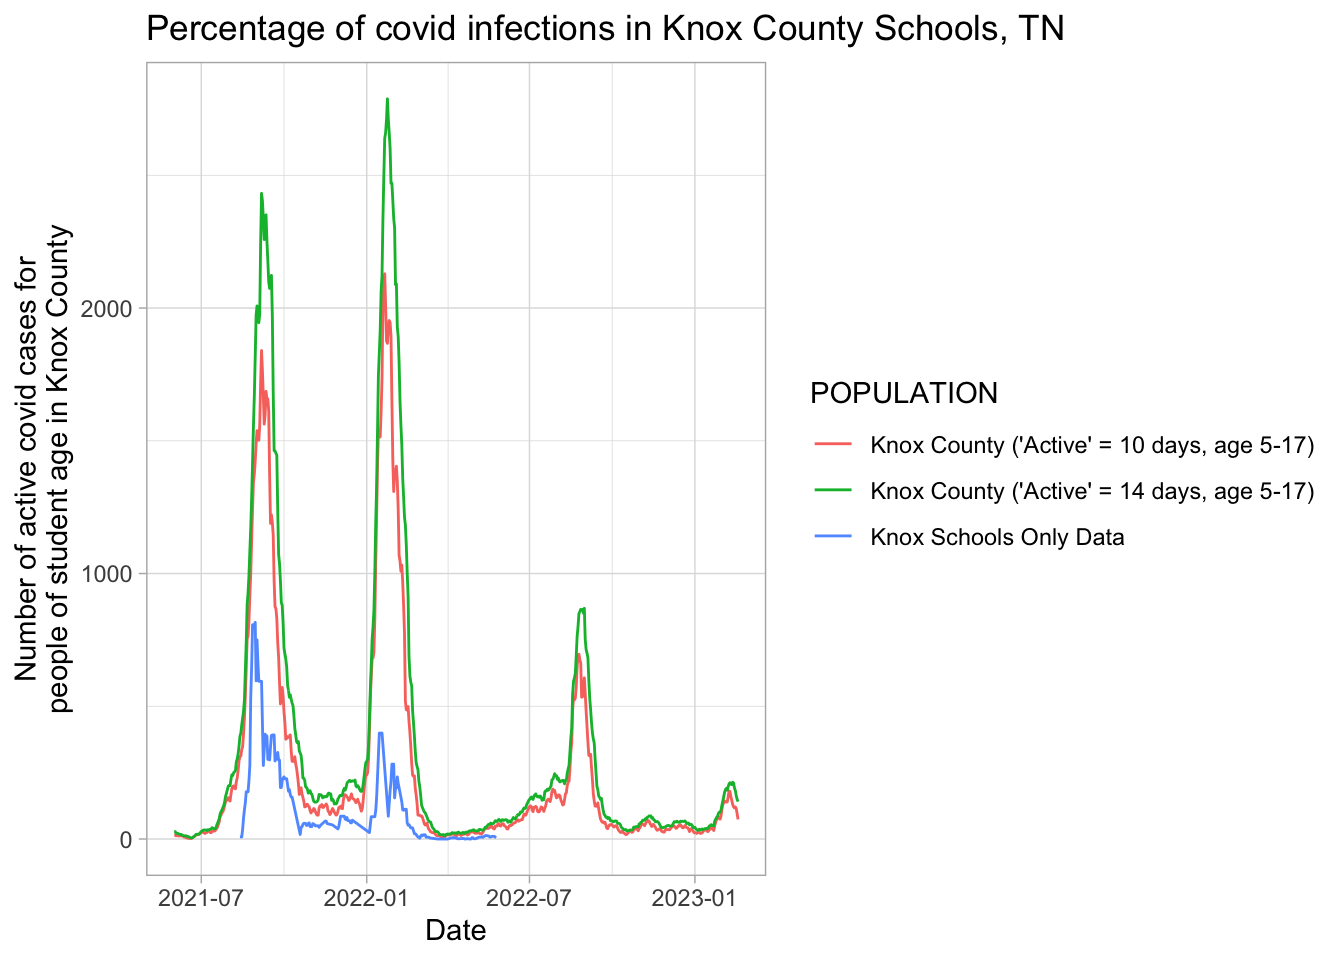 Percentage of covid infections in Knox County Schools, TN
Number of active covid cases for
people of student age in Knox County
2000
1000
0
2021-07
2022-01
2022-07
2023-01
Date
POPULATION
Knox County ('Active' = 10 days, age 5-17)
Knox County ('Active' = 14 days, age 5-17)
Knox Schools Only Data